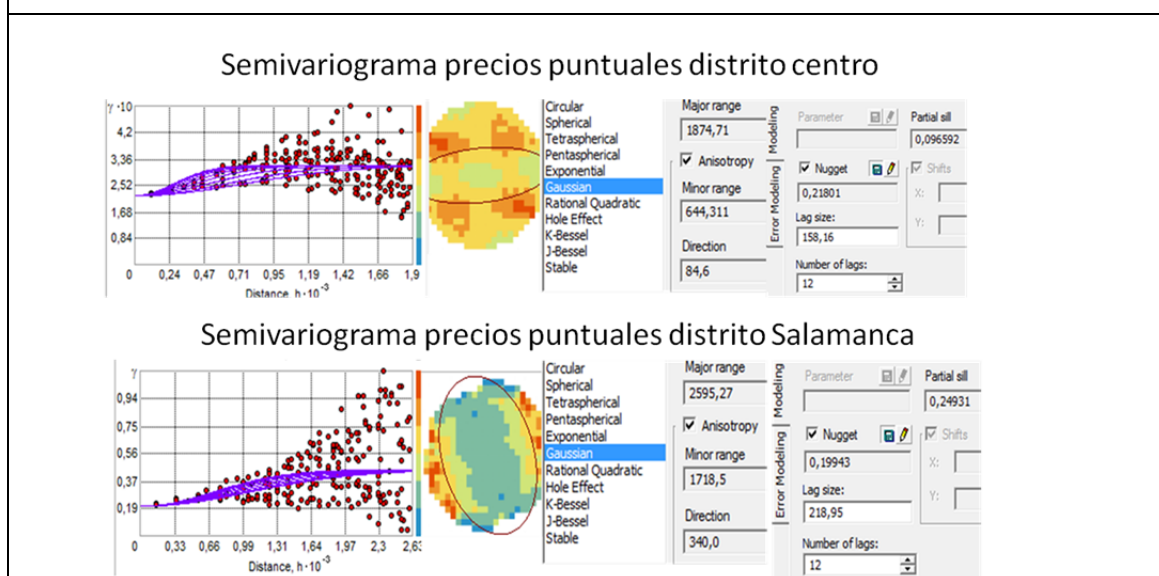 Semivariograma precios puntuales distrito centro
γ·10
4,2
3,36
2,52
1,68
0,84
0 0,24 0,47 0,71 0,95 1,19 1,42 1,66 1,9
Distance, h·10⁻³
Circular
Spherical
Tetraspherical
Pentaspherical
Exponential
Gaussian
Rational Quadratic
Hole Effect
K-Bessel
J-Bessel
Stable
Major range
1874,71
Anisotropy
Minor range
644,311
Direction
84,6
Modeling
Error Modeling
Parameter
Partial sill
0,096592
Nugget
Shifts
0,21801
X:
Lag size:
Y:
158,16
Number of lags:
12
Semivariograma precios puntuales distrito Salamanca
γ
0,94
0,75
0,56
0,37
0,19
0 0,33 0,66 0,99 1,31 1,64 1,97 2,3 2,63
Distance, h·10⁻³
Circular
Spherical
Tetraspherical
Pentaspherical
Exponential
Gaussian
Rational Quadratic
Hole Effect
K-Bessel
J-Bessel
Stable
Major range
2595,27
Anisotropy
Minor range
1718,5
Direction
340,0
Modeling
Error Modeling
Parameter
Partial sill
0,24931
Nugget
Shifts
0,19943
X:
Lag size:
Y:
218,95
Number of lags:
12